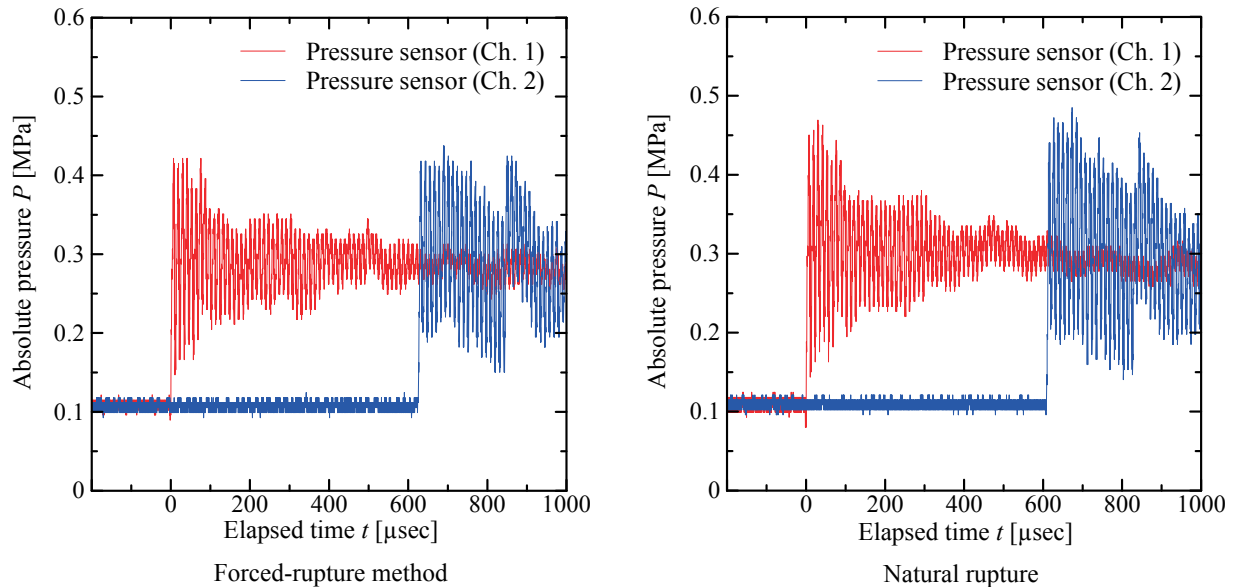 0.6
0.5
0.4
0.3
0.2
0.1
0
Absolute pressure P [MPa]
Pressure sensor (Ch. 1)
Pressure sensor (Ch. 2)
0 200 400 600 800 1000
Elapsed time t [µsec]
Forced-rupture method
0.6
0.5
0.4
0.3
0.2
0.1
0
Absolute pressure P [MPa]
Pressure sensor (Ch. 1)
Pressure sensor (Ch. 2)
0 200 400 600 800 1000
Elapsed time t [µsec]
Natural rupture